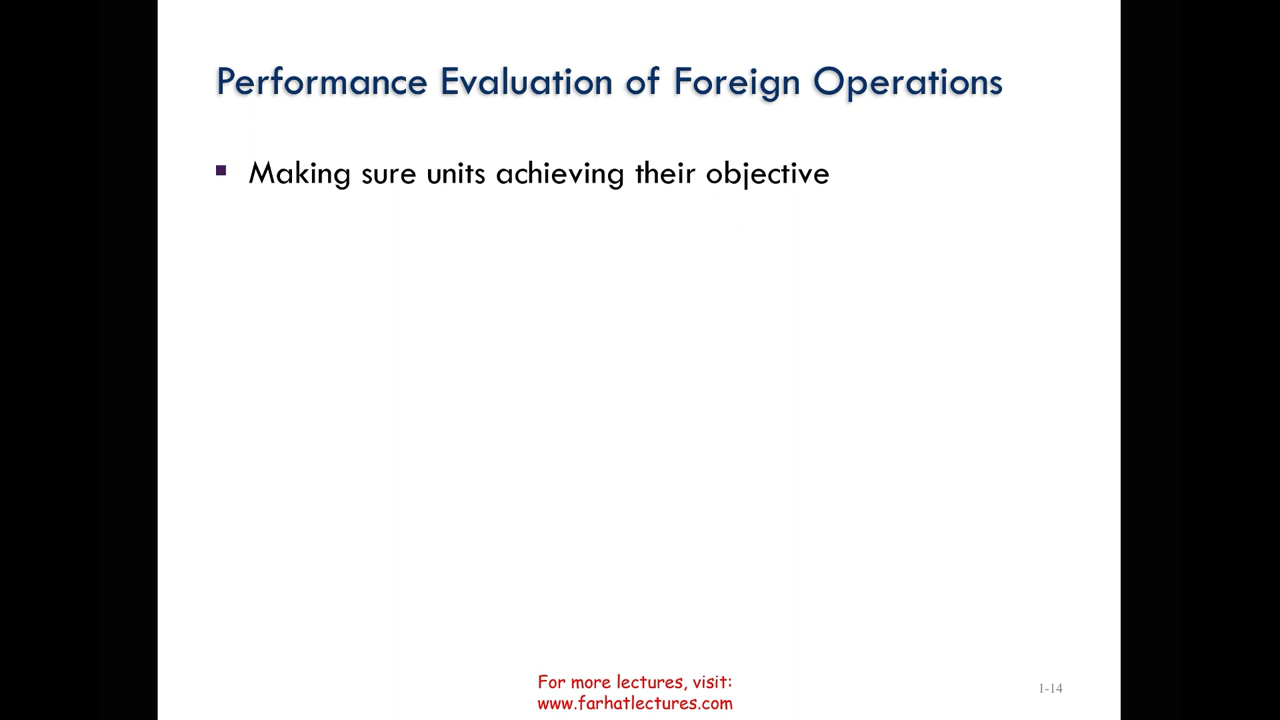 Performance Evaluation of Foreign Operations
▪ Making sure units achieving their objective
For more lectures, visit:
www.farhatlectures.com
1-14